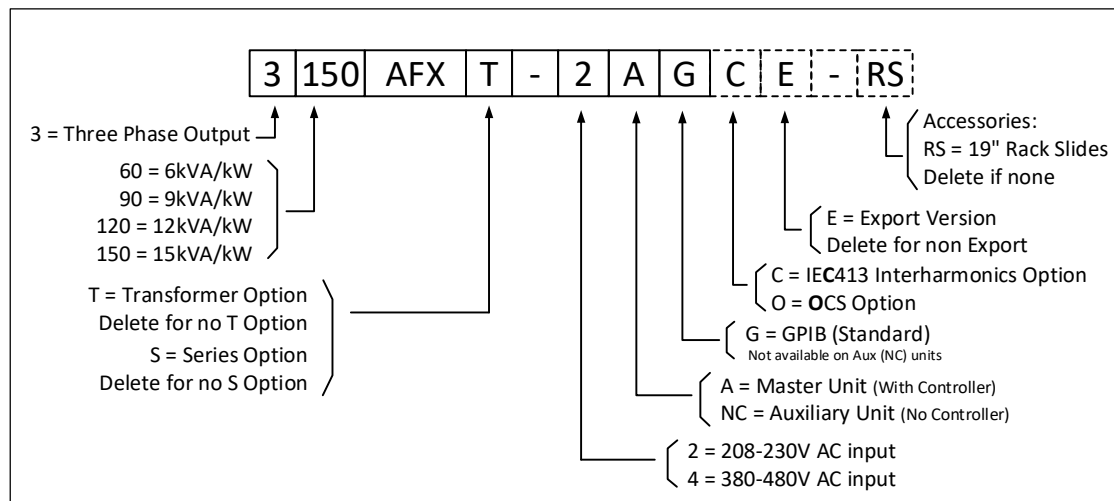 3 150 AFX T - 2 A G C E - RS
3 = Three Phase Output
60 = 6kVA/kW
90 = 9kVA/kW
120 = 12kVA/kW
150 = 15kVA/kW
T = Transformer Option
Delete for no T Option
S = Series Option
Delete for no S Option
Accessories:
RS = 19" Rack Slides
Delete if none
E = Export Version
Delete for non Export
C = IEC413 Interharmonics Option
O = OCS Option
G = GPIB (Standard)
Not available on Aux (NC) units
A = Master Unit (With Controller)
NC = Auxiliary Unit (No Controller)
2 = 208-230V AC input
4 = 380-480V AC input